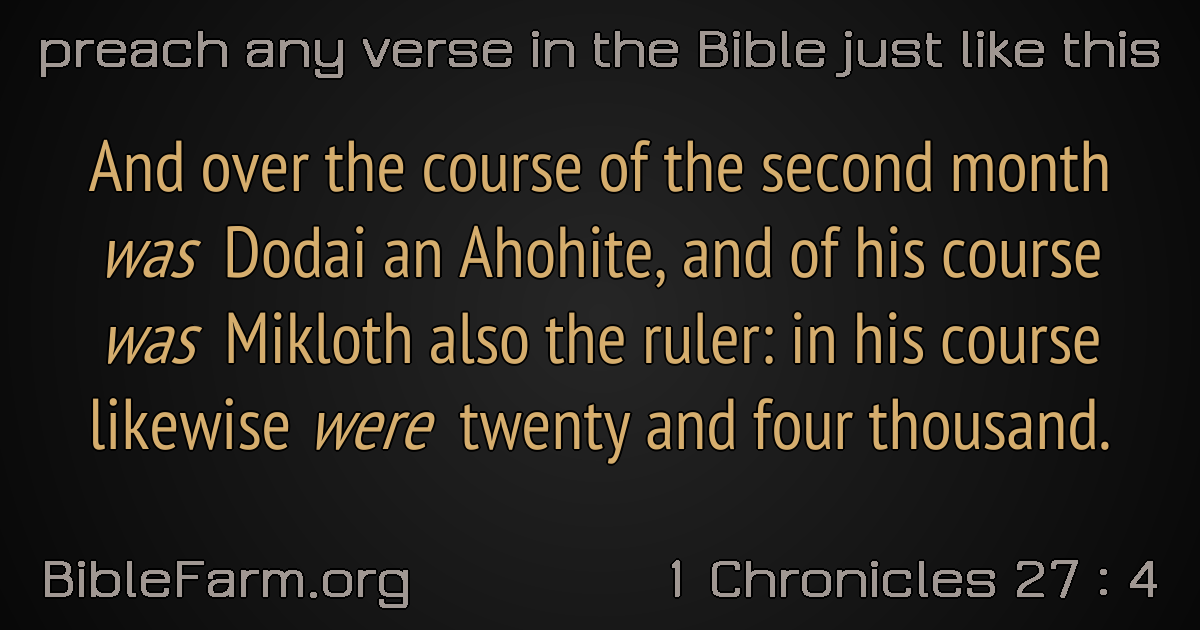 preach any verse in the Bible just like this
And over the course of the second month
was Dodai an Ahohite, and of his course
was Mikloth also the ruler: in his course
likewise were twenty and four thousand.
BibleFarm.org
1 Chronicles 27 : 4